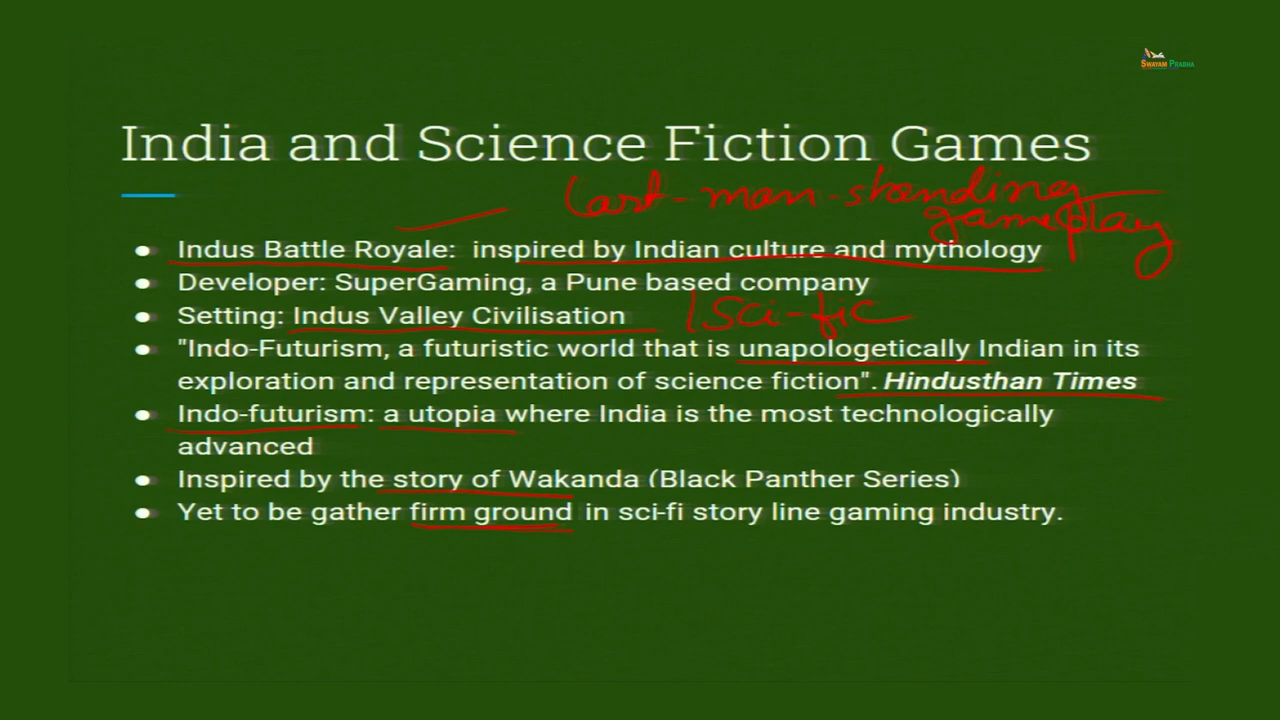 SWAYAM PRABHA
India and Science Fiction Games
Last-man-standing
gameplay
● Indus Battle Royale: inspired by Indian culture and mythology
● Developer: SuperGaming, a Pune based company
● Setting: Indus Valley Civilisation | Sci-fic
● "Indo-Futurism, a futuristic world that is unapologetically Indian in its
exploration and representation of science fiction". Hindusthan Times
● Indo-futurism: a utopia where India is the most technologically
advanced
● Inspired by the story of Wakanda (Black Panther Series)
● Yet to be gather firm ground in sci-fi story line gaming industry.